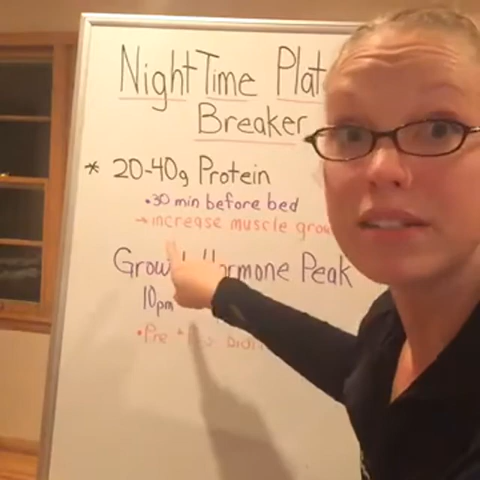 NightTime Plat
Breaker
* 20-40g Protein
•30 min before bed
→ increase muscle grow
Grow Hormone Peak
10pm
•Pre